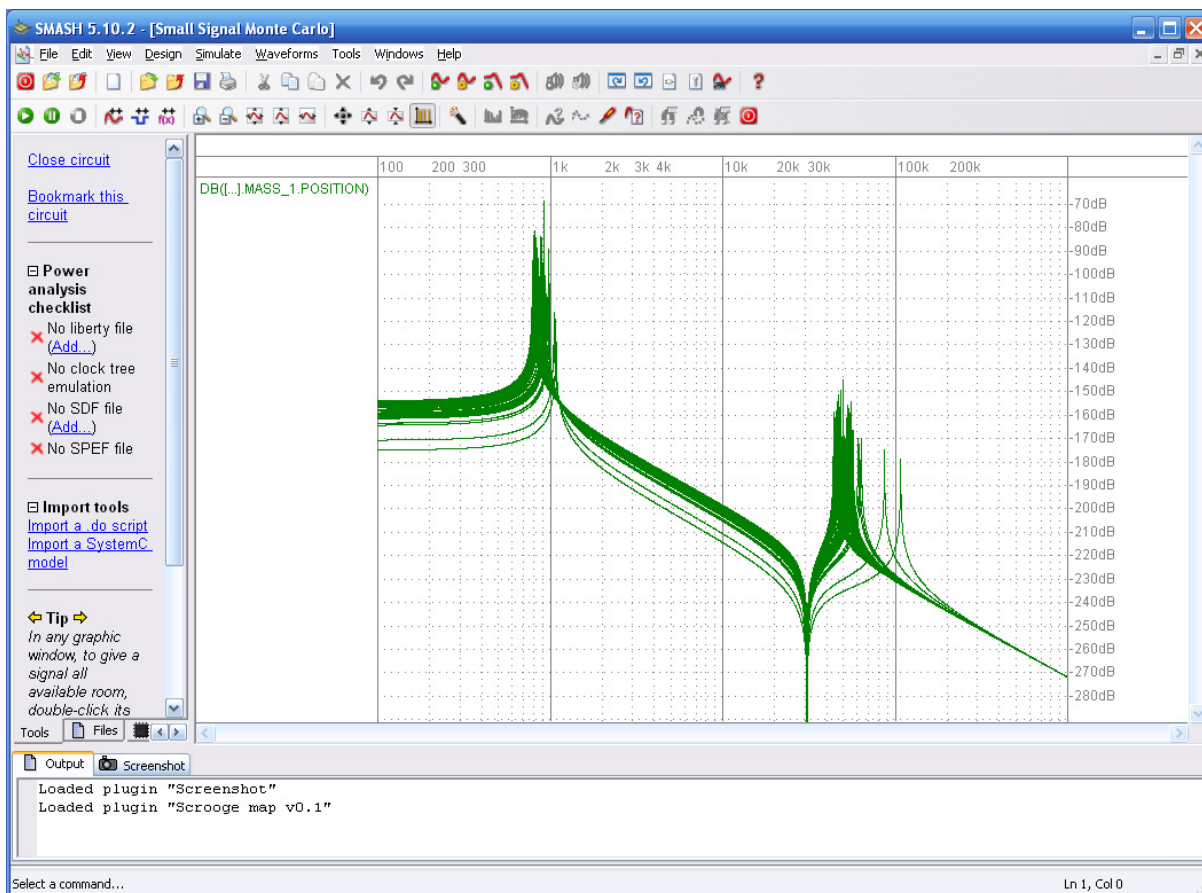 SMASH 5.10.2 - [Small Signal Monte Carlo]
File Edit View Design Simulate Waveforms Tools Windows Help
Close circuit
Bookmark this
circuit
Power
analysis
checklist
No liberty file
(Add...)
No clock tree
emulation
No SDF file
(Add...)
No SPEF file
Import tools
Import a .do script
Import a SystemC
model
Tip
In any graphic
window, to give a
signal all
available room,
double-click its
Tools Files
100 200 300 1k 2k 3k 4k 10k 20k 30k 100k 200k
DB([...].MASS_1.POSITION)
-70dB
-80dB
-90dB
-100dB
-110dB
-120dB
-130dB
-140dB
-150dB
-160dB
-170dB
-180dB
-190dB
-200dB
-210dB
-220dB
-230dB
-240dB
-250dB
-260dB
-270dB
-280dB
Output Screenshot
Loaded plugin "Screenshot"
Loaded plugin "Scrooge map v0.1"
Select a command... Ln 1, Col 0